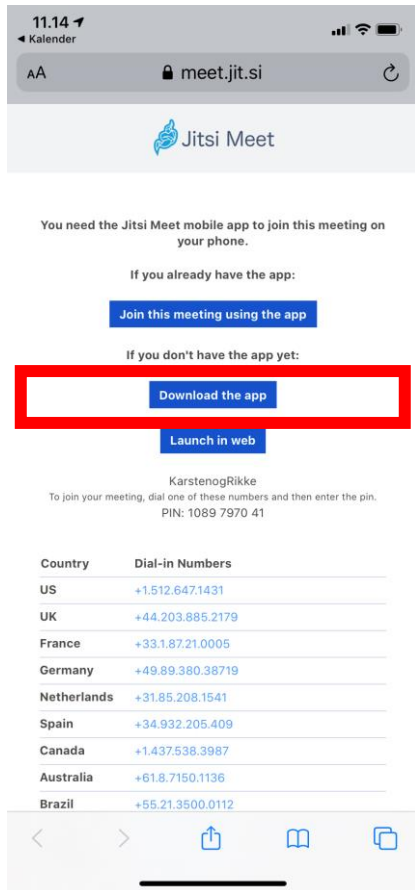 11.14
◀ Kalender
AA meet.jit.si
Jitsi Meet
You need the Jitsi Meet mobile app to join this meeting on
your phone.
If you already have the app:
Join this meeting using the app
If you don't have the app yet:
Download the app
Launch in web
KarstenogRikke
To join your meeting, dial one of these numbers and then enter the pin.
PIN: 1089 7970 41
Country Dial-in Numbers
US +1.512.647.1431
UK +44.203.885.2179
France +33.1.87.21.0005
Germany +49.89.380.38719
Netherlands +31.85.208.1541
Spain +34.932.205.409
Canada +1.437.538.3987
Australia +61.8.7150.1136
Brazil +55.21.3500.0112